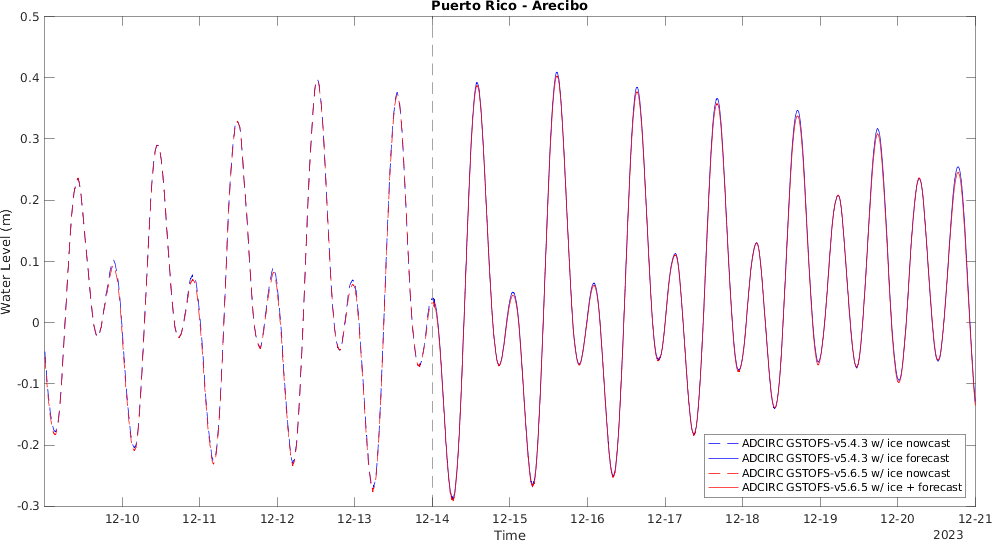 Puerto Rico - Arecibo
0.5
0.4
0.3
0.2
0.1
0
-0.1
-0.2
-0.3
Water Level (m)
ADCIRC GSTOFS-v5.4.3 w/ ice nowcast
ADCIRC GSTOFS-v5.4.3 w/ ice forecast
ADCIRC GSTOFS-v5.6.5 w/ ice nowcast
ADCIRC GSTOFS-v5.6.5 w/ ice + forecast
12-10 12-11 12-12 12-13 12-14 12-15 12-16 12-17 12-18 12-19 12-20 12-21
Time
2023